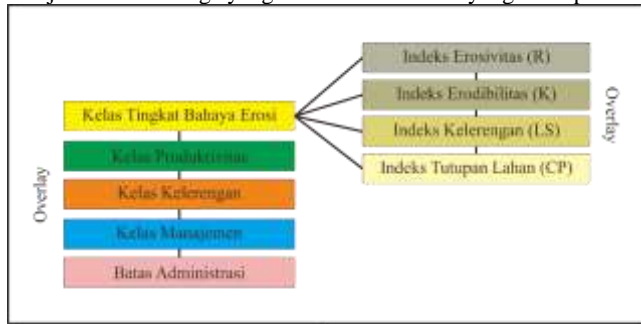 Overlay
Kelas Tingkat Bahaya Erosi
Kelas Produktivitas
Kelas Kelerengan
Kelas Manajemen
Batas Administrasi
Indeks Erosivitas (R)
Indeks Erodibilitas (K)
Indeks Kelerengan (LS)
Indeks Tutupan Lahan (CP)
Overlay